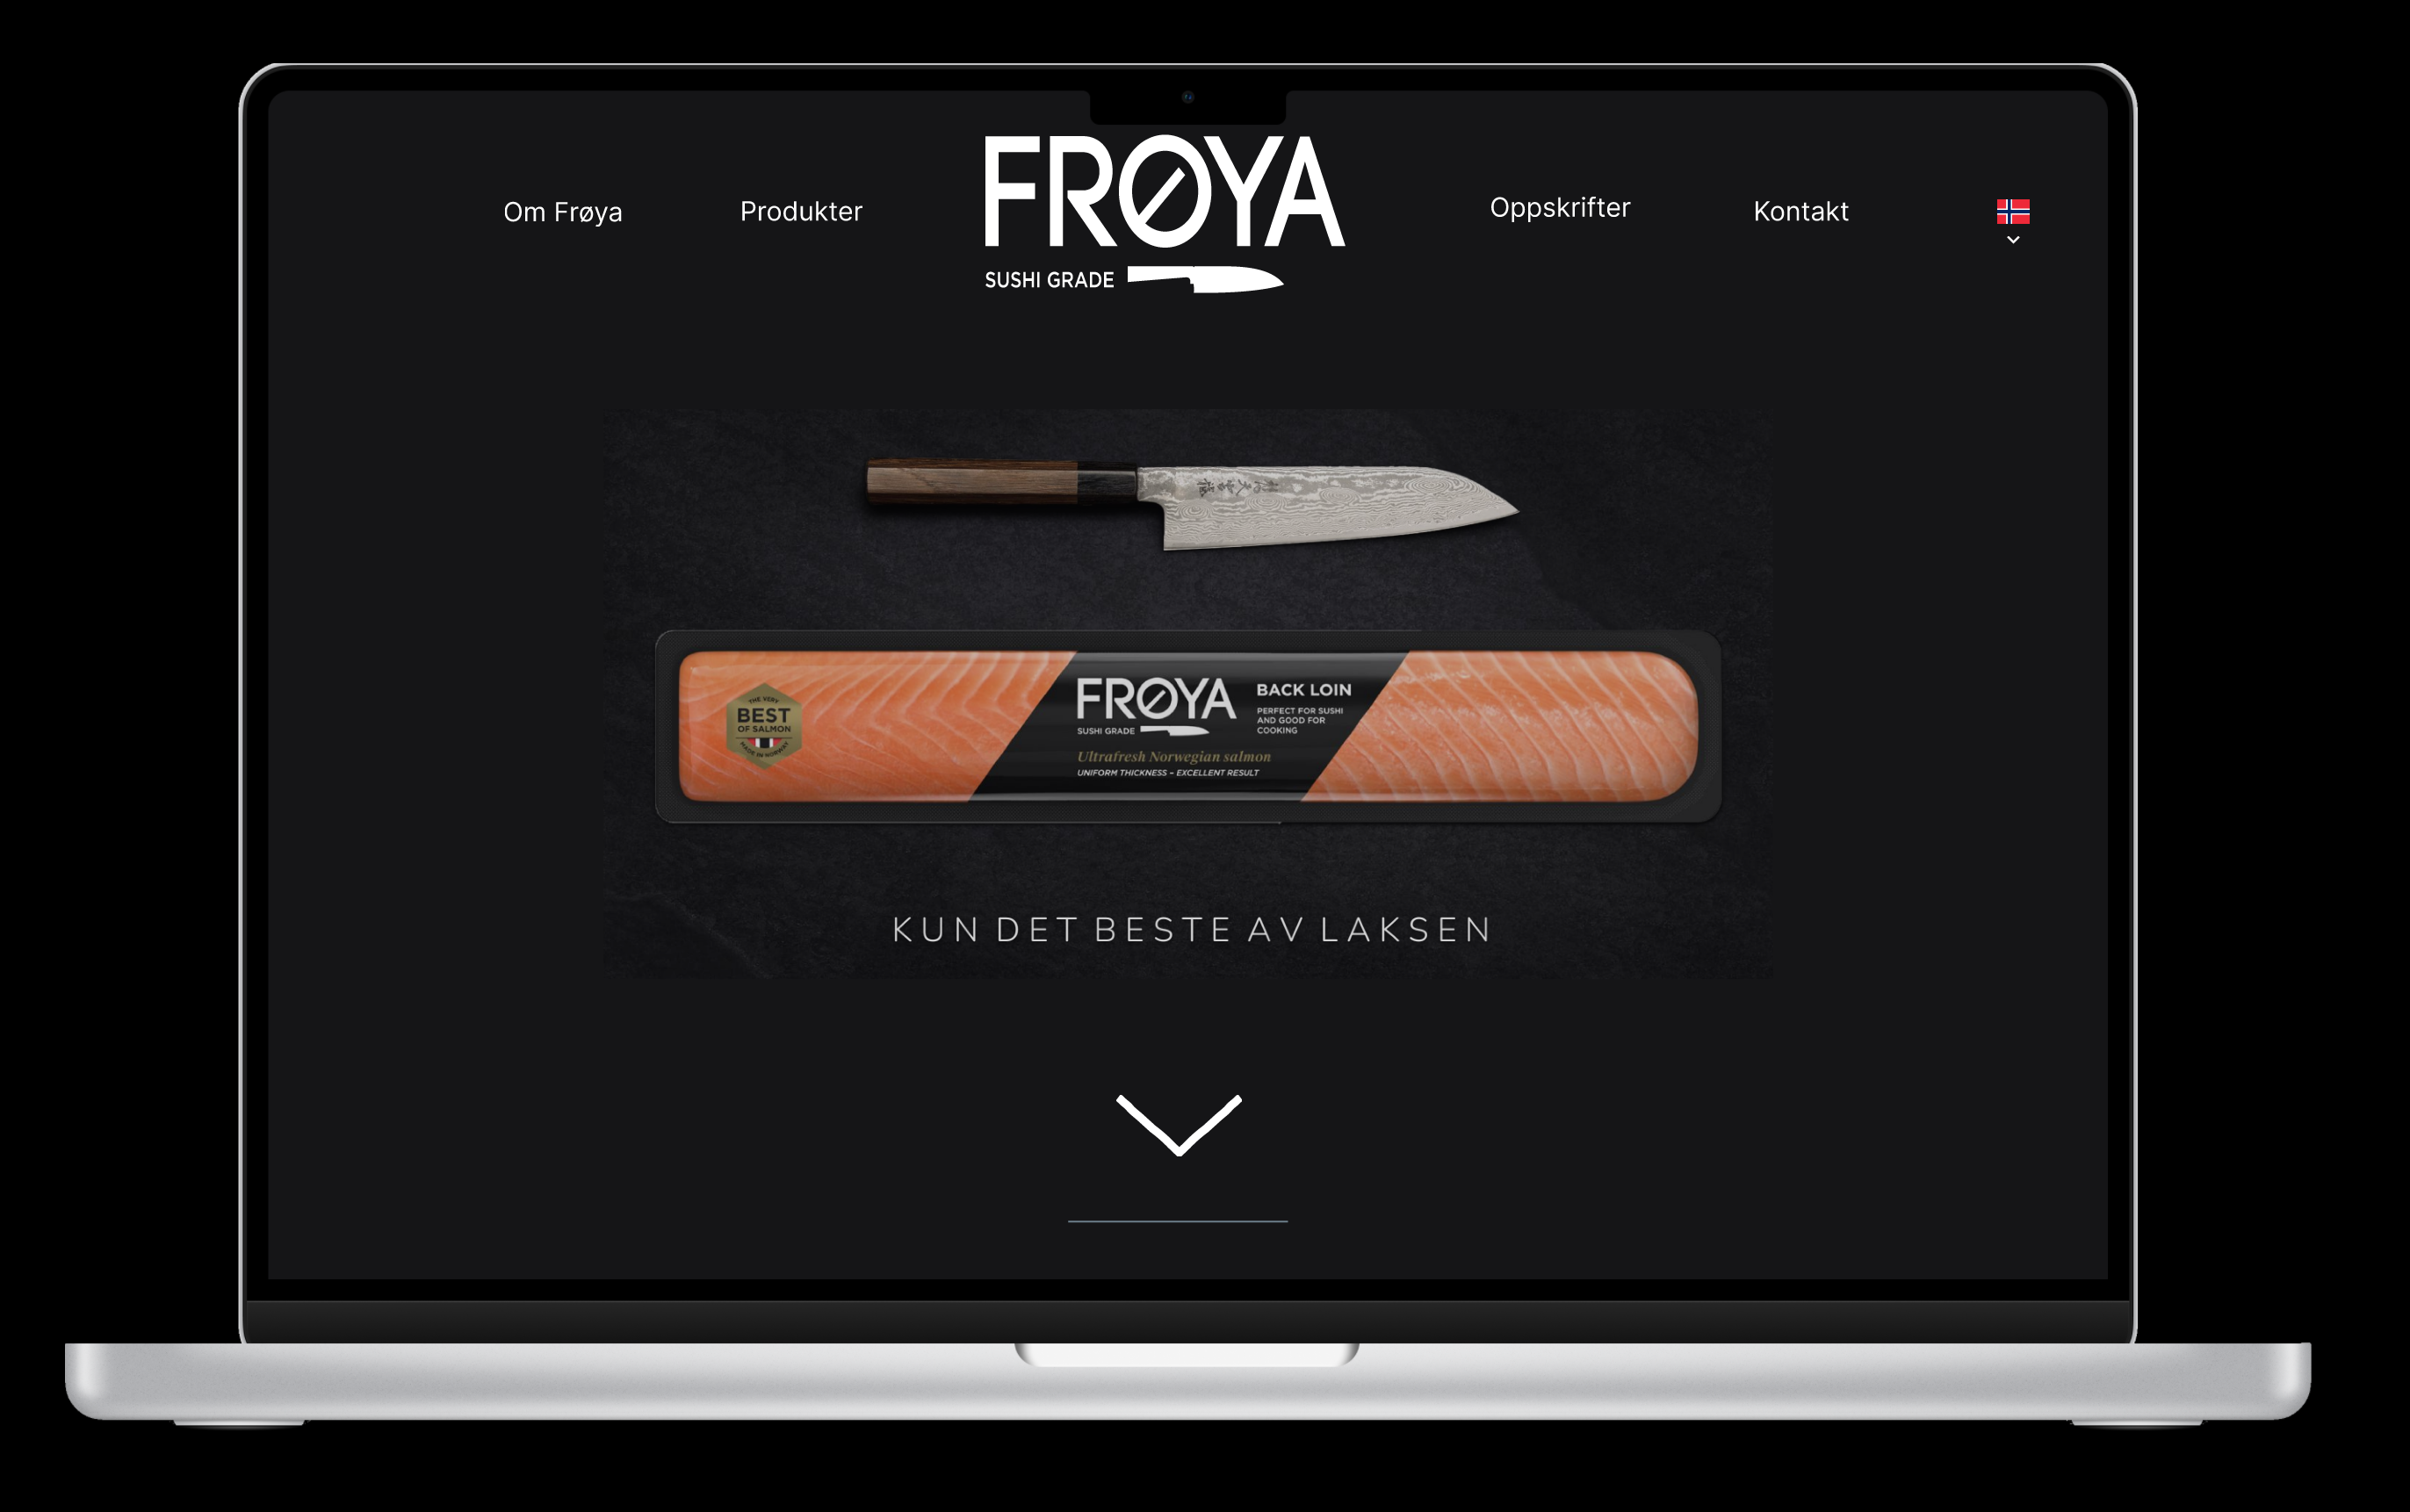 FRØYA
SUSHI GRADE
Om Frøya
Produkter
Oppskrifter
Kontakt
THE VERY
BEST
OF SALMON
MADE IN NORWAY
FRØYA
SUSHI GRADE
BACK LOIN
PERFECT FOR SUSHI
AND GOOD FOR
COOKING
Ultrafresh Norwegian salmon
UNIFORM THICKNESS – EXCELLENT RESULT
KUN DET BESTE AV LAKSEN